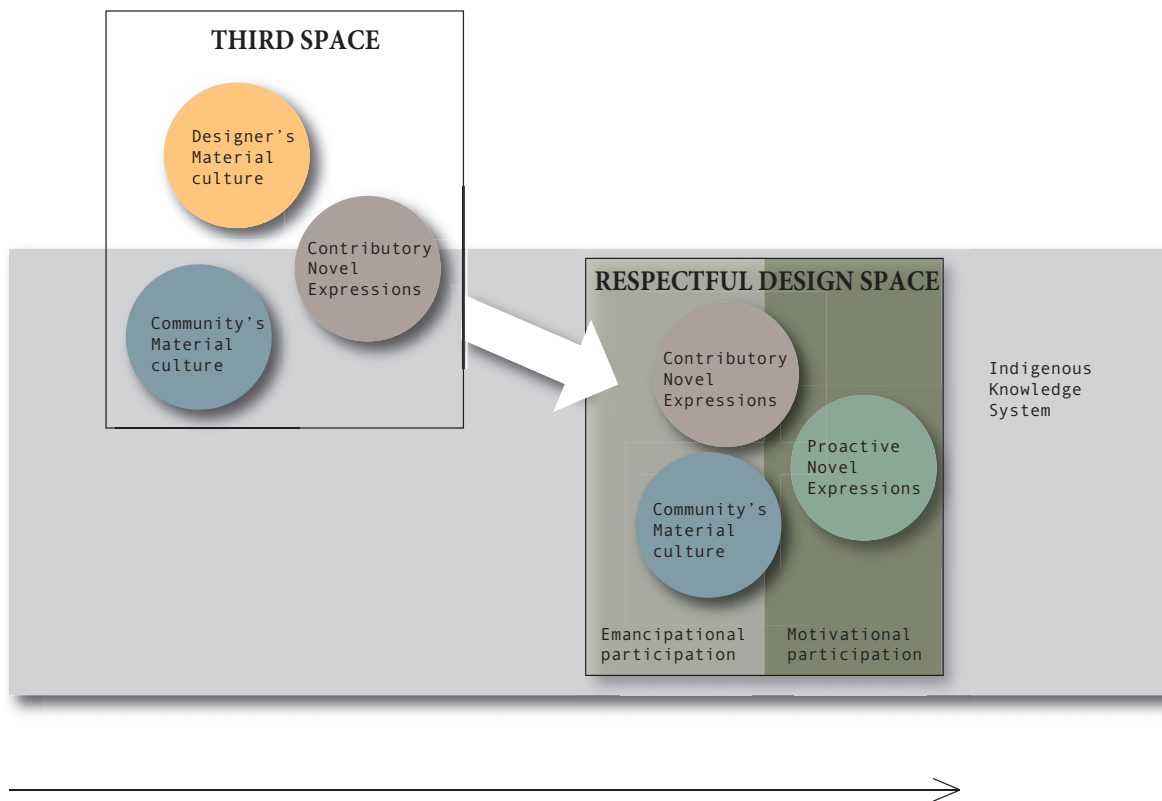 THIRD SPACE
Designer's
Material
culture
Contributory
Novel
Expressions
Community's
Material
culture
RESPECTFUL DESIGN SPACE
Contributory
Novel
Expressions
Proactive
Novel
Expressions
Community's
Material
culture
Emancipational
participation
Motivational
participation
Indigenous
Knowledge
System